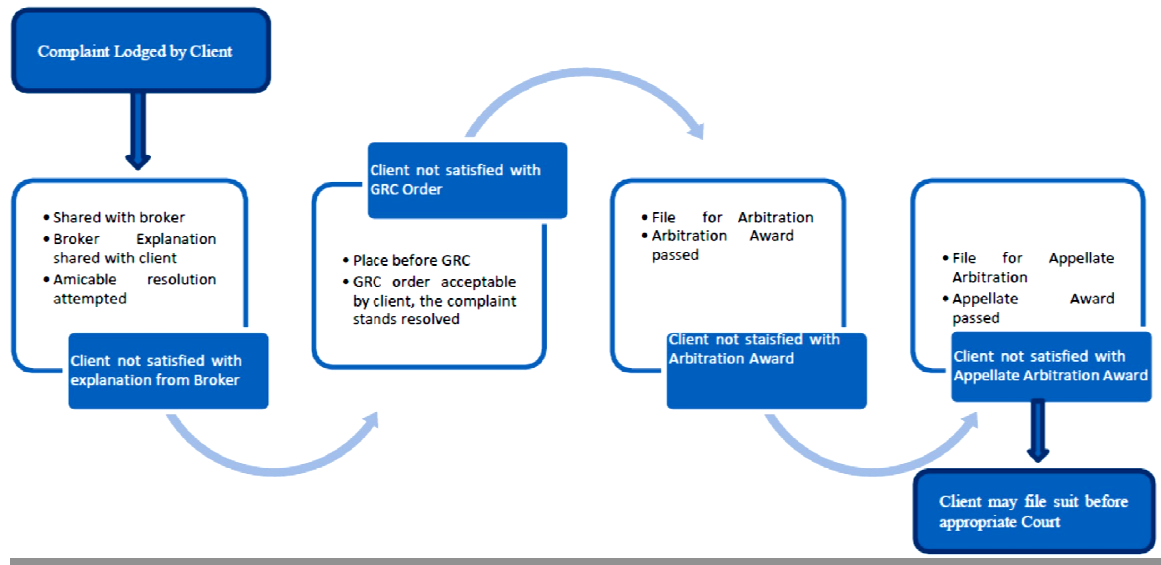 Complaint Lodged by Client
• Shared with broker
• Broker Explanation
shared with client
• Amicable resolution
attempted
Client not satisfied with
explanation from Broker
Client not satisfied with
GRC Order
• Place before GRC
• GRC order acceptable
by client, the complaint
stands resolved
• File for Arbitration
• Arbitration Award
passed
Client not staisfied with
Arbitration Award
• File for Appellate
Arbitration
• Appellate Award
passed
Client not satisfied with
Appellate Arbitration Award
Client may file suit before
appropriate Court